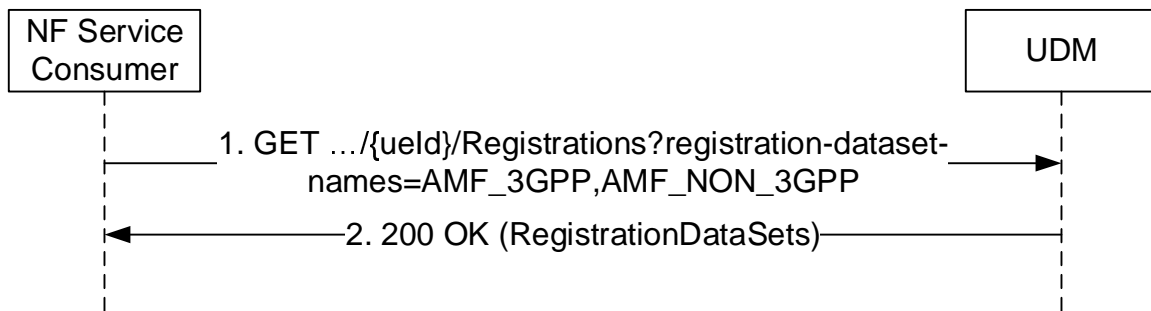 NF Service
Consumer
UDM
1. GET …/{ueId}/Registrations?registration-dataset-
names=AMF_3GPP,AMF_NON_3GPP
2. 200 OK (RegistrationDataSets)